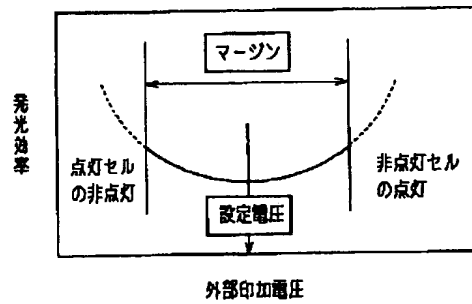 マージン
発光効率
点灯セル
の非点灯
非点灯セル
の点灯
設定電圧
外部印加電圧